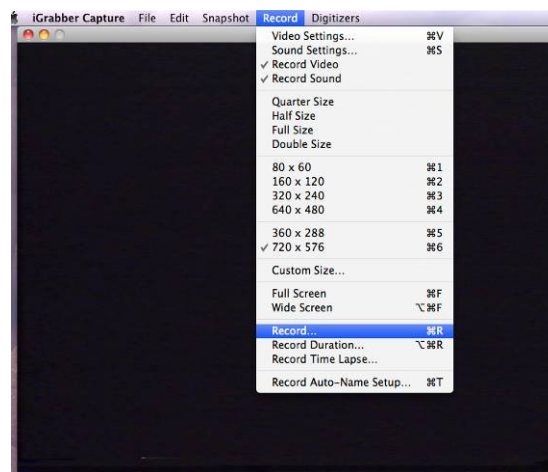 iGrabber Capture File Edit Snapshot Record Digitizers
Video Settings... ⌘V
Sound Settings... ⌘S
✓ Record Video
✓ Record Sound
Quarter Size
Half Size
Full Size
Double Size
80 x 60 ⌘1
160 x 120 ⌘2
320 x 240 ⌘3
640 x 480 ⌘4
360 x 288 ⌘5
✓ 720 x 576 ⌘6
Custom Size...
Full Screen ⌘F
Wide Screen ⌥⌘F
Record... ⌘R
Record Duration... ⌥⌘R
Record Time Lapse...
Record Auto-Name Setup... ⌘T